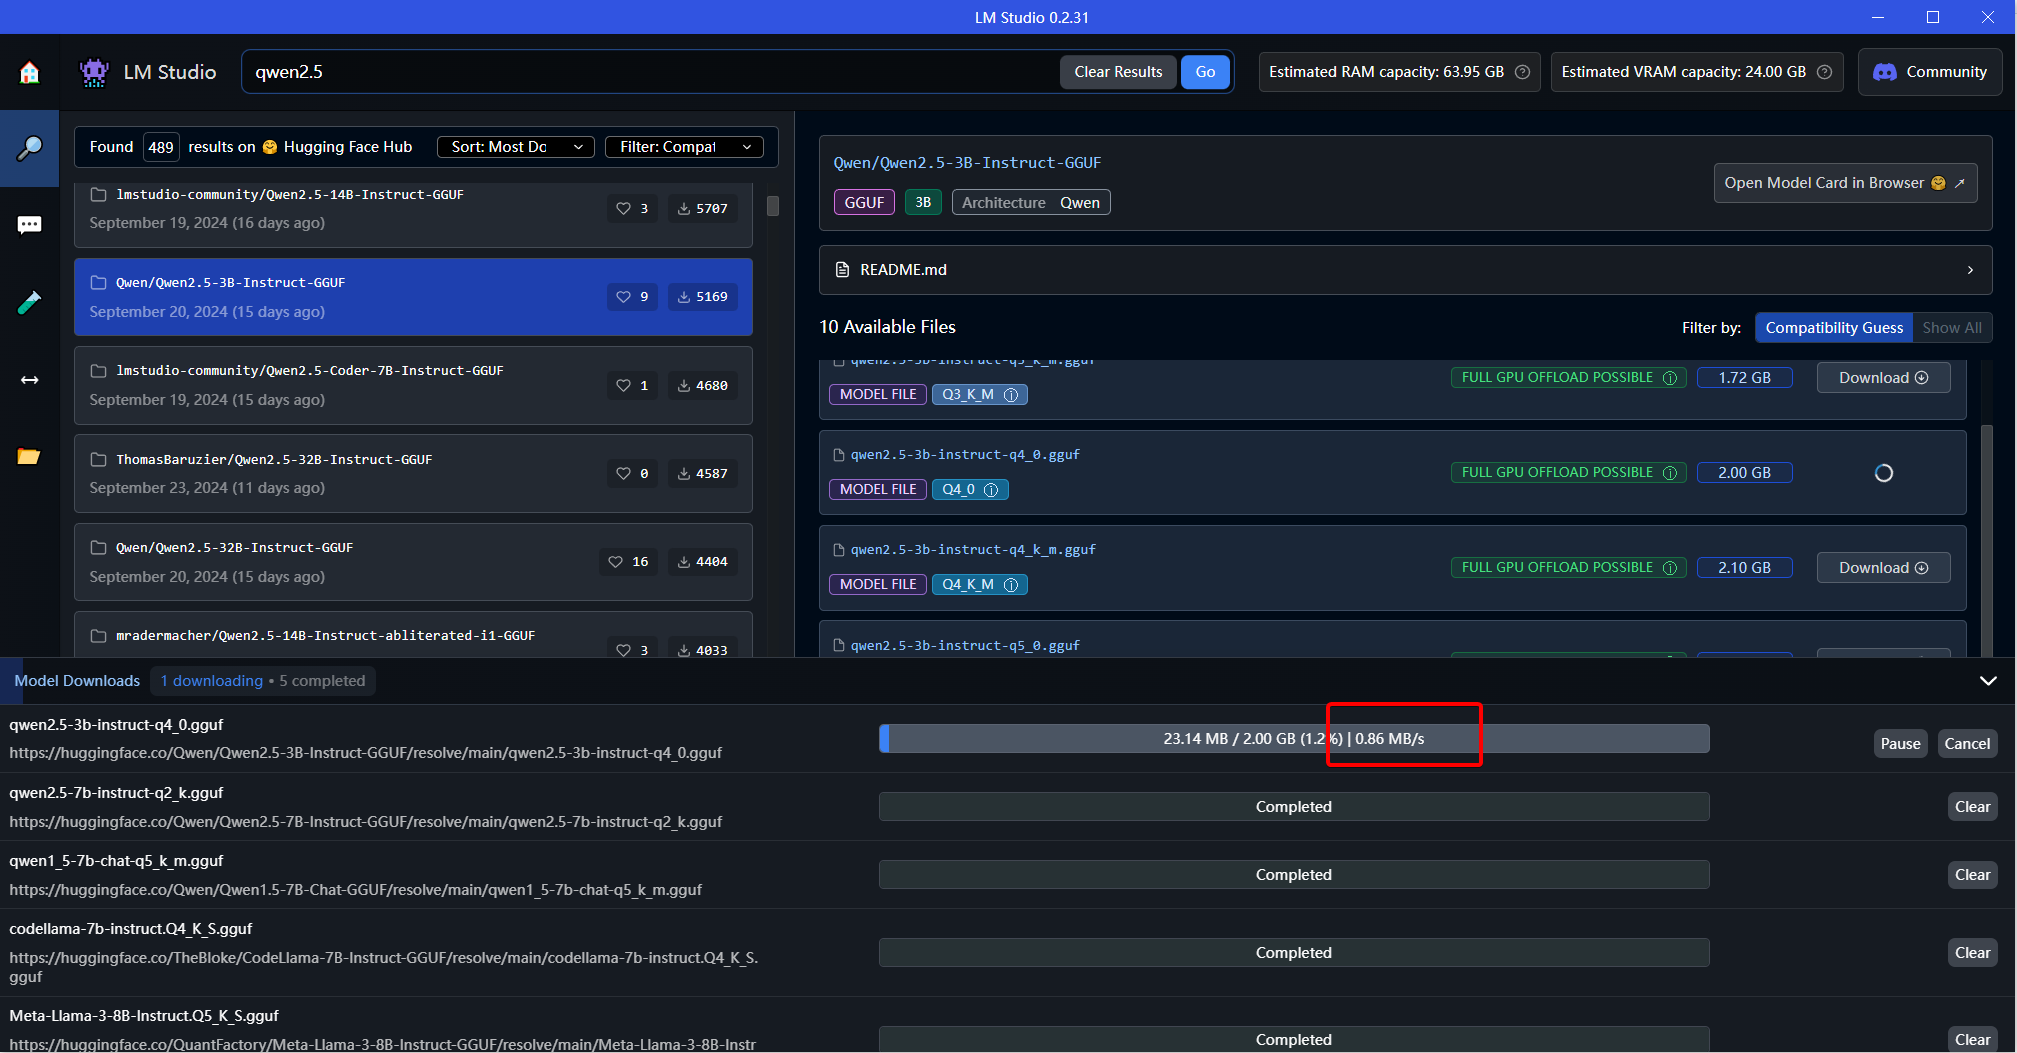 LM Studio 0.2.31
LM Studio
qwen2.5
Clear Results
Go
Estimated RAM capacity: 63.95 GB
Estimated VRAM capacity: 24.00 GB
Community
Found 489 results on 🤗 Hugging Face Hub
Sort: Most Do
Filter: Compat
lmstudio-community/Qwen2.5-14B-Instruct-GGUF
September 19, 2024 (16 days ago)
3
5707
Qwen/Qwen2.5-3B-Instruct-GGUF
September 20, 2024 (15 days ago)
9
5169
lmstudio-community/Qwen2.5-Coder-7B-Instruct-GGUF
September 19, 2024 (15 days ago)
1
4680
ThomasBaruzier/Qwen2.5-32B-Instruct-GGUF
September 23, 2024 (11 days ago)
0
4587
Qwen/Qwen2.5-32B-Instruct-GGUF
September 20, 2024 (15 days ago)
16
4404
mradermacher/Qwen2.5-14B-Instruct-abliterated-i1-GGUF
3
4033
Qwen/Qwen2.5-3B-Instruct-GGUF
GGUF
3B
Architecture Qwen
Open Model Card in Browser 🤗 ↗
README.md
10 Available Files
Filter by:
Compatibility Guess
Show All
MODEL FILE
Q3_K_M
FULL GPU OFFLOAD POSSIBLE
1.72 GB
Download
qwen2.5-3b-instruct-q4_0.gguf
MODEL FILE
Q4_0
FULL GPU OFFLOAD POSSIBLE
2.00 GB
qwen2.5-3b-instruct-q4_k_m.gguf
MODEL FILE
Q4_K_M
FULL GPU OFFLOAD POSSIBLE
2.10 GB
Download
qwen2.5-3b-instruct-q5_0.gguf
Model Downloads
1 downloading • 5 completed
qwen2.5-3b-instruct-q4_0.gguf
https://huggingface.co/Qwen/Qwen2.5-3B-Instruct-GGUF/resolve/main/qwen2.5-3b-instruct-q4_0.gguf
23.14 MB / 2.00 GB (1.2%) | 0.86 MB/s
Pause
Cancel
qwen2.5-7b-instruct-q2_k.gguf
https://huggingface.co/Qwen/Qwen2.5-7B-Instruct-GGUF/resolve/main/qwen2.5-7b-instruct-q2_k.gguf
Completed
Clear
qwen1_5-7b-chat-q5_k_m.gguf
https://huggingface.co/Qwen/Qwen1.5-7B-Chat-GGUF/resolve/main/qwen1_5-7b-chat-q5_k_m.gguf
Completed
Clear
codellama-7b-instruct.Q4_K_S.gguf
https://huggingface.co/TheBloke/CodeLlama-7B-Instruct-GGUF/resolve/main/codellama-7b-instruct.Q4_K_S.
gguf
Completed
Clear
Meta-Llama-3-8B-Instruct.Q5_K_S.gguf
https://huggingface.co/QuantFactory/Meta-Llama-3-8B-Instruct-GGUF/resolve/main/Meta-Llama-3-8B-Instr
Completed
Clear